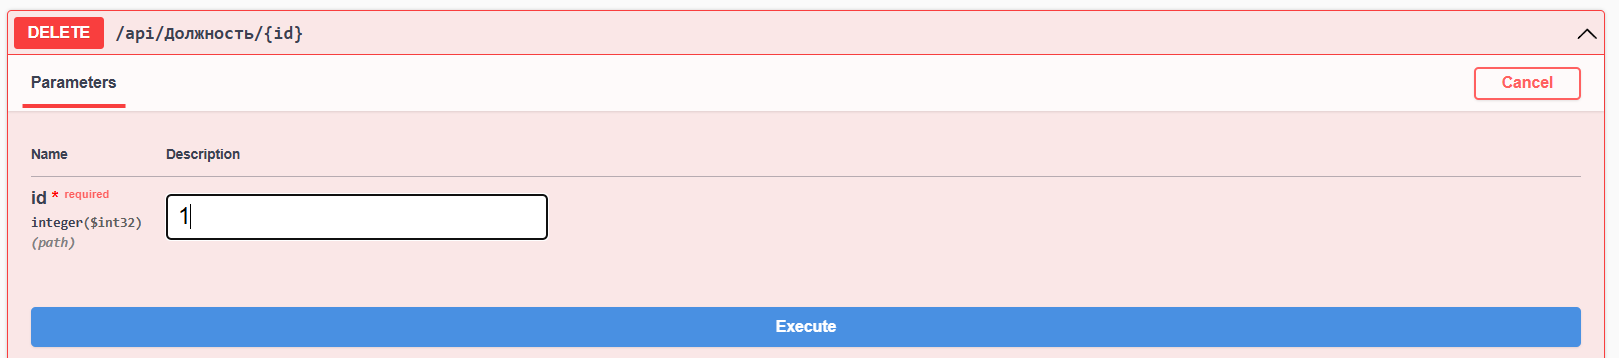 DELETE /api/Должность/{id}
Parameters
Cancel
Name Description
id * required
integer($int32)
(path)
1
Execute